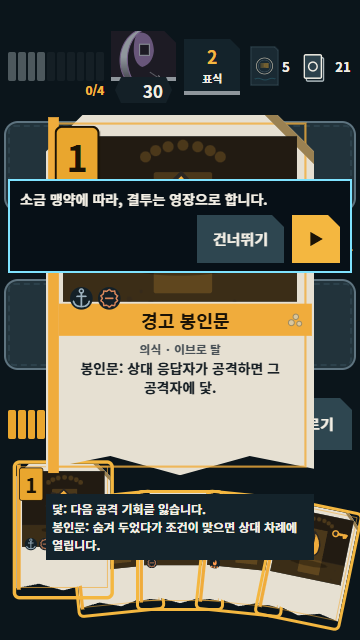 0/4
30
2
표식
5
21
1
소금 맹약에 따라, 결투는 영장으로 합니다.
건너뛰기
경고 봉인문
의식 · 이브로 탈
봉인문: 상대 응답자가 공격하면 그
공격자에 닻.
르기
1
닻: 다음 공격 기회를 잃습니다.
봉인문: 숨겨 두었다가 조건이 맞으면 상대 차례에
열립니다.